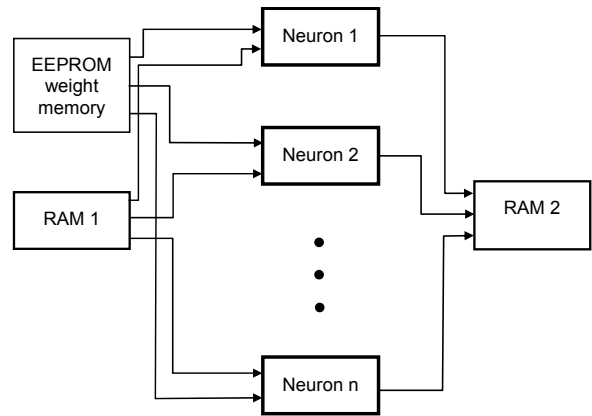 Neuron 1
EEPROM
weight
memory
Neuron 2
RAM 1
RAM 2
Neuron n